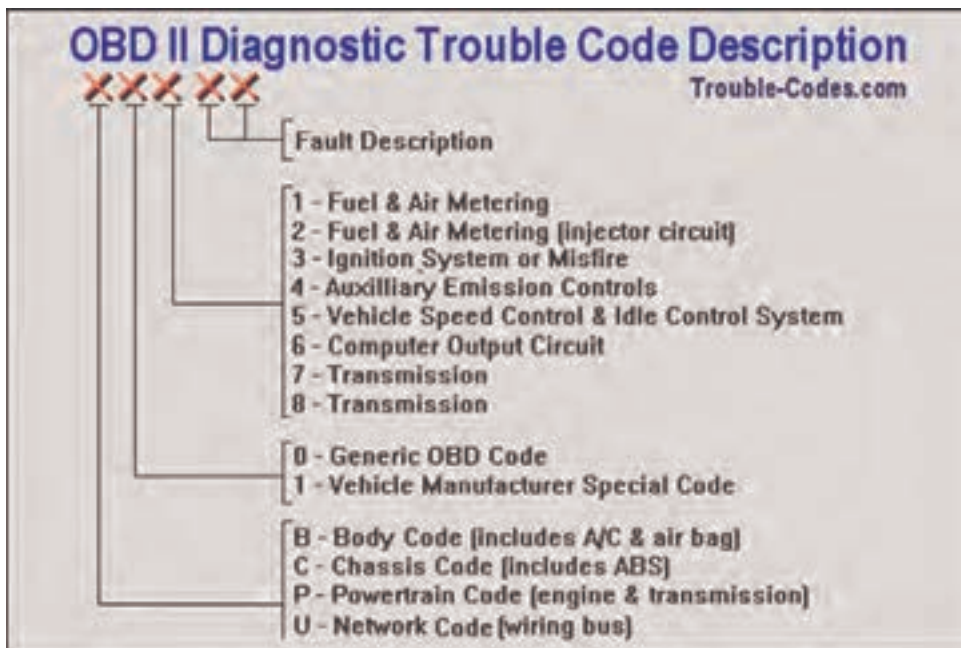 OBD II Diagnostic Trouble Code Description
Trouble-Codes.com
XXX XX
Fault Description
1 - Fuel & Air Metering
2 - Fuel & Air Metering (injector circuit)
3 - Ignition System or Misfire
4 - Auxilliary Emission Controls
5 - Vehicle Speed Control & Idle Control System
6 - Computer Output Circuit
7 - Transmission
8 - Transmission
0 - Generic OBD Code
1 - Vehicle Manufacturer Special Code
B - Body Code (includes A/C & air bag)
C - Chassis Code (includes ABS)
P - Powertrain Code (engine & transmission)
U - Network Code (wiring bus)